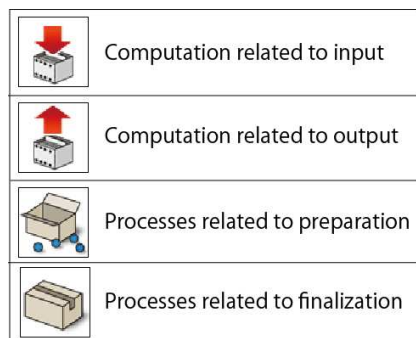 Computation related to input
Computation related to output
Processes related to preparation
Processes related to finalization